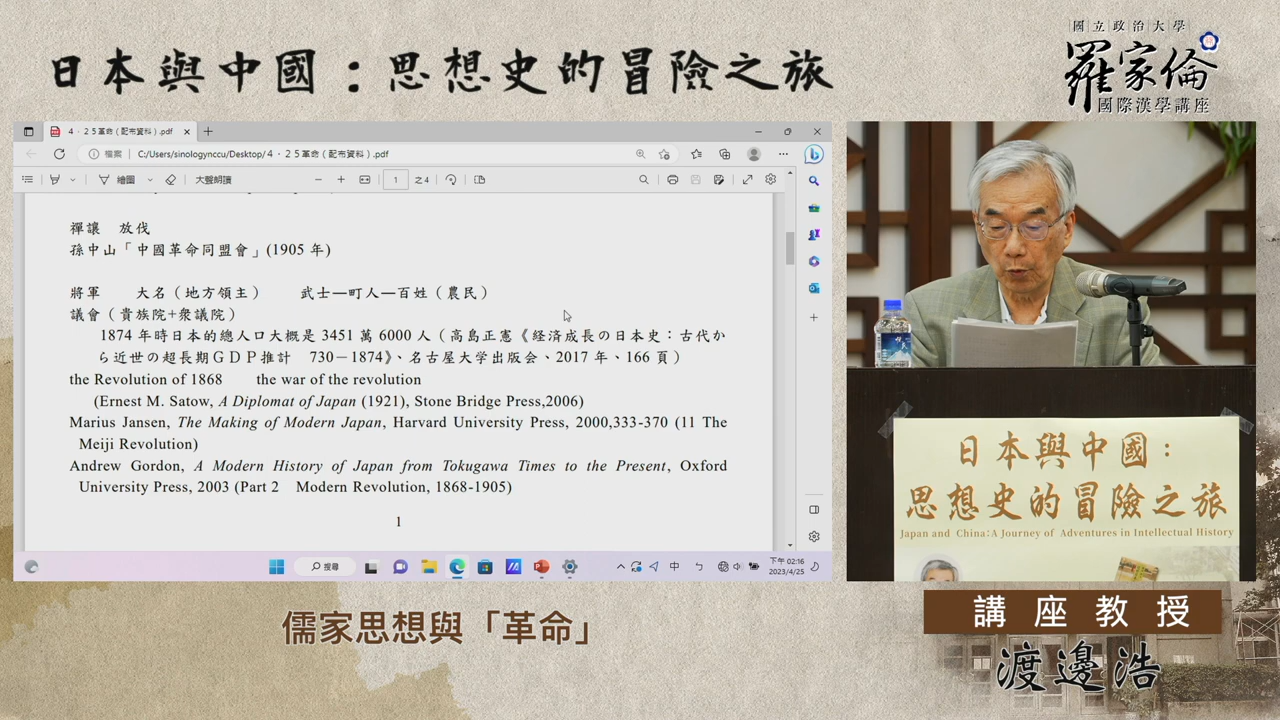 日本與中國：思想史的冒險之旅
國立政治大學
羅家倫
國際漢學講座
4．25革命（配布資料）.pdf
檔案 C:/Users/sinologynccu/Desktop/4．25革命（配布資料）.pdf
繪圖 大聲朗讀 1 之4
禪讓 放伐
孫中山「中國革命同盟會」(1905 年)
將軍 大名（地方領主） 武士—町人—百姓（農民）
議會（貴族院+衆議院）
1874 年時日本的總人口大概是 3451 萬 6000 人（高島正憲《経済成長の日本史：古代か
ら近世の超長期ＧＤＰ推計 730－1874》、名古屋大学出版会、2017 年、166 頁）
the Revolution of 1868 the war of the revolution
(Ernest M. Satow, A Diplomat of Japan (1921), Stone Bridge Press,2006)
Marius Jansen, The Making of Modern Japan, Harvard University Press, 2000,333-370 (11 The
Meiji Revolution)
Andrew Gordon, A Modern History of Japan from Tokugawa Times to the Present, Oxford
University Press, 2003 (Part 2 Modern Revolution, 1868-1905)
1
搜尋
中
下午 02:16
2023/4/25
日本與中國：
思想史的冒險之旅
Japan and China:A Journey of Adventures in Intellectual History
儒家思想與「革命」
講座教授
渡邊浩